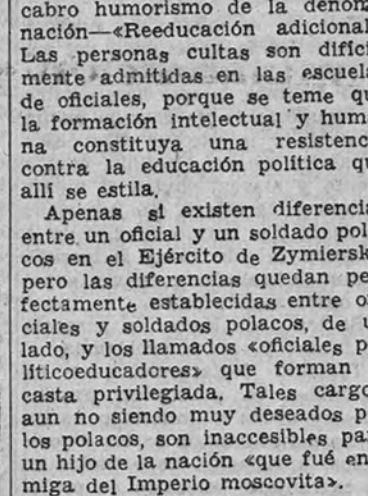 cabro humorismo de la denom
nación—«Reeducación adicional
Las personas cultas son difíci
mente admitidas en las escuela
de oficiales, porque se teme qu
la formación intelectual y hum
na constituya una resistenc
contra la educación política qu
allí se estila.
Apenas si existen diferencia
entre un oficial y un soldado pola
cos en el Ejército de Zymiersk
pero las diferencias quedan pe
fectamente establecidas entre o
ciales y soldados polacos, de u
lado, y los llamados «oficiales p
líticoeducadores» que forman
casta privilegiada. Tales cargo
aun no siendo muy deseados p
los polacos, son inaccesibles pa
un hijo de la nación «que fué en
miga del Imperio moscovita».